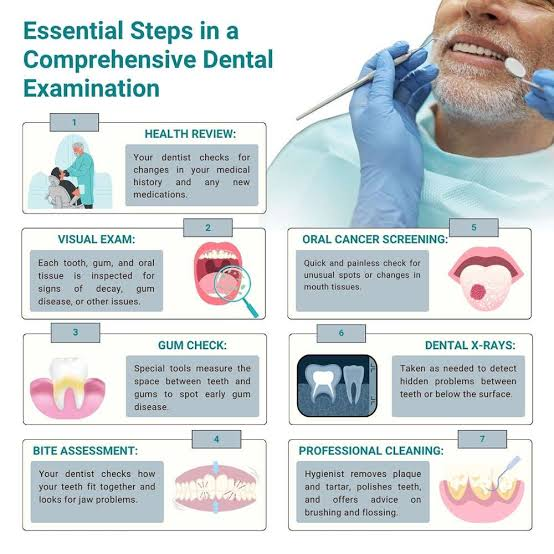 Essential Steps in a
Comprehensive Dental
Examination
1
HEALTH REVIEW:
Your dentist checks for
changes in your medical
history and any new
medications.
2
VISUAL EXAM:
Each tooth, gum, and oral
tissue is inspected for
signs of decay, gum
disease, or other issues.
3
GUM CHECK:
Special tools measure the
space between teeth and
gums to spot early gum
disease.
4
BITE ASSESSMENT:
Your dentist checks how
your teeth fit together and
looks for jaw problems.
5
ORAL CANCER SCREENING:
Quick and painless check for
unusual spots or changes in
mouth tissues.
6
DENTAL X-RAYS:
Taken as needed to detect
hidden problems between
teeth or below the surface.
7
PROFESSIONAL CLEANING:
Hygienist removes plaque
and tartar, polishes teeth,
and offers advice on
brushing and flossing.